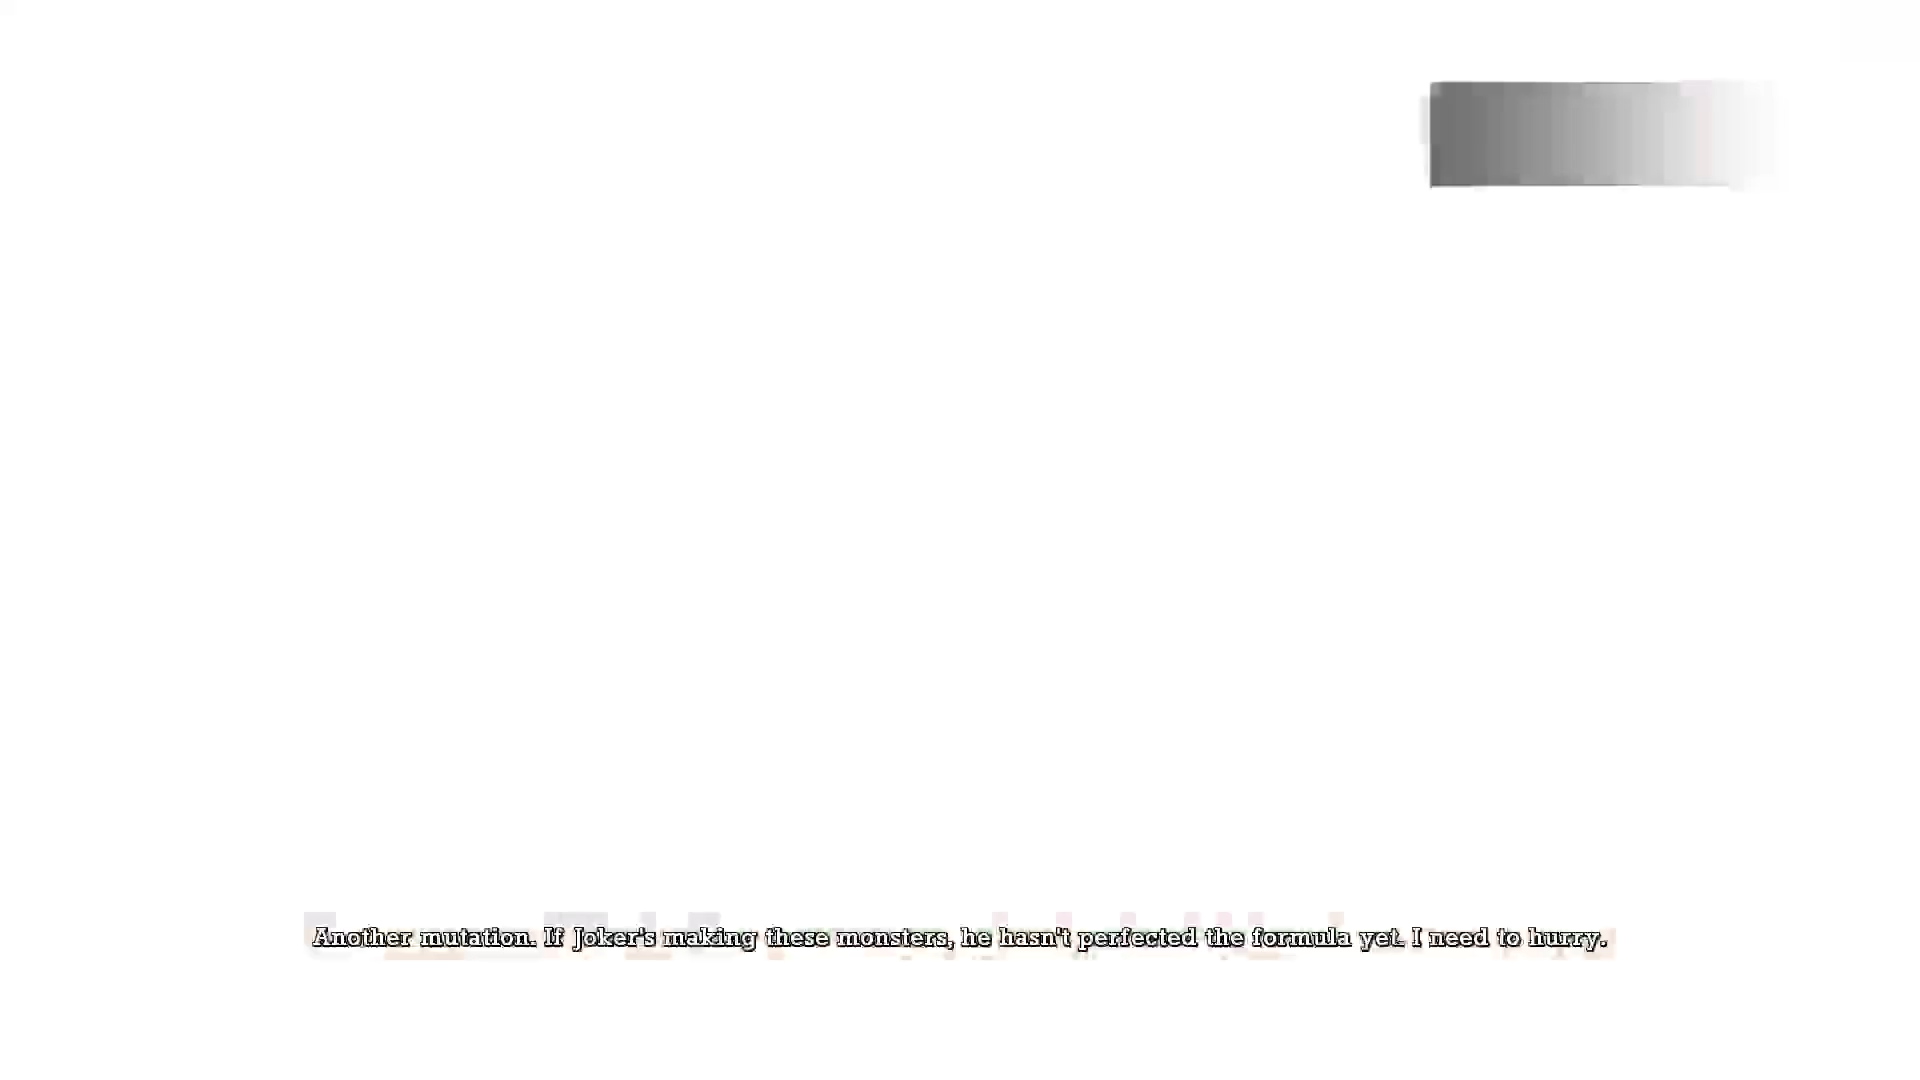 Another mutation. If Joker's making these monsters, he hasn't perfected the formula yet. I need to hurry.